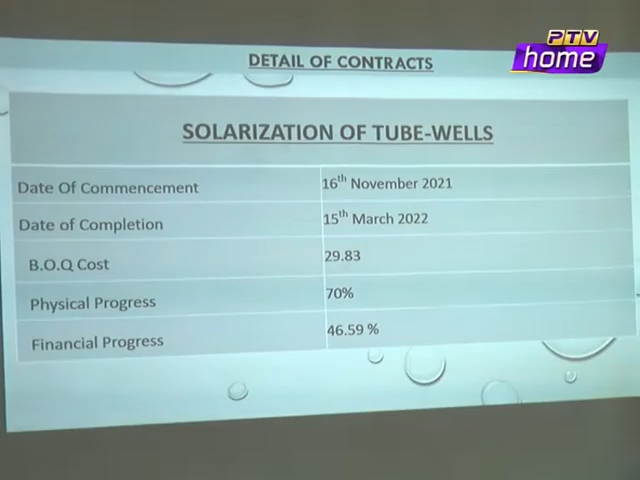 PTV
home
DETAIL OF CONTRACTS
SOLARIZATION OF TUBE-WELLS
Date Of Commencement 16th November 2021
Date of Completion 15th March 2022
B.O.Q Cost 29.83
Physical Progress 70%
Financial Progress 46.59 %